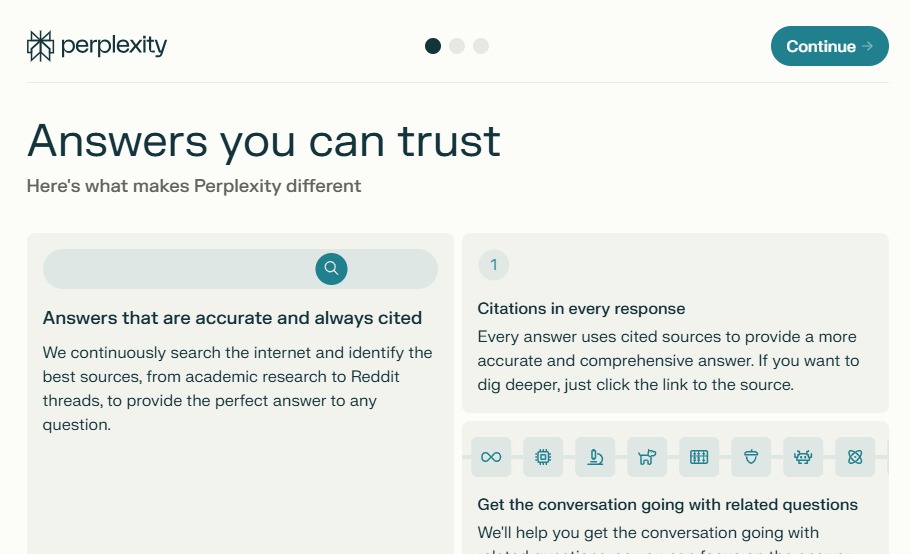 perplexity
Continue →
Answers you can trust
Here's what makes Perplexity different
Answers that are accurate and always cited
We continuously search the internet and identify the
best sources, from academic research to Reddit
threads, to provide the perfect answer to any
question.
1
Citations in every response
Every answer uses cited sources to provide a more
accurate and comprehensive answer. If you want to
dig deeper, just click the link to the source.
Get the conversation going with related questions
We'll help you get the conversation going with